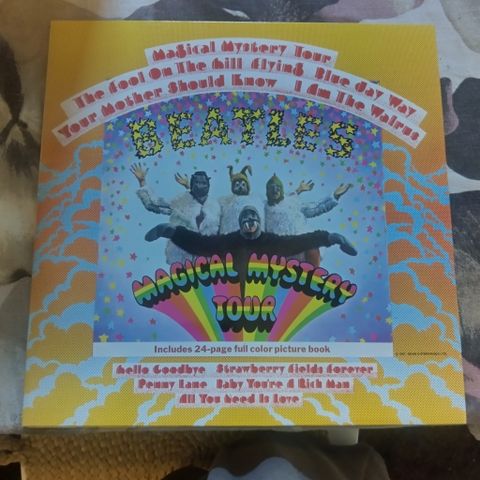 Magical Mystery Tour
The Fool On The Hill Flying Blue Jay Way
Your Mother Should Know I Am The Walrus
BEATLES
MAGICAL MYSTERY
TOUR
Includes 24-page full color picture book
Hello Goodbye Strawberry Fields Forever
Penny Lane Baby You're A Rich Man
All You Need Is Love